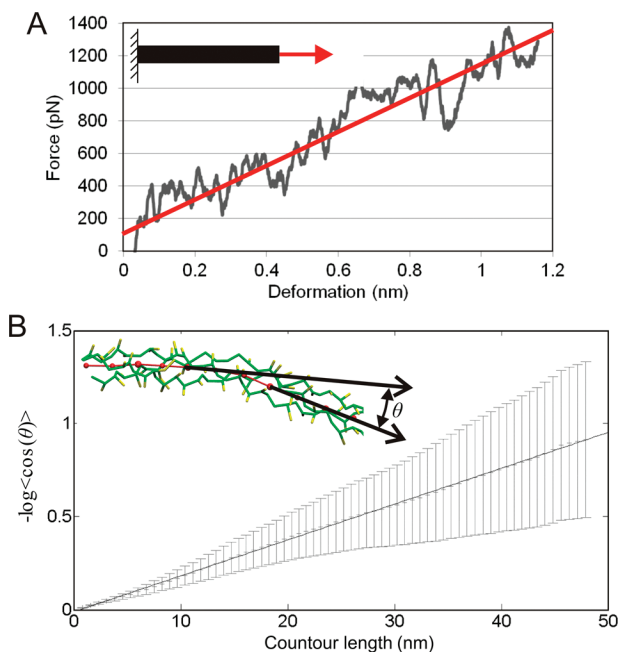 A
1400
1200
1000
800
600
400
200
0
Force (pN)
0 0.2 0.4 0.6 0.8 1 1.2
Deformation (nm)
B
1.5
1
0.5
0
-log<cos(θ)>
θ
0 10 20 30 40 50
Countour length (nm)